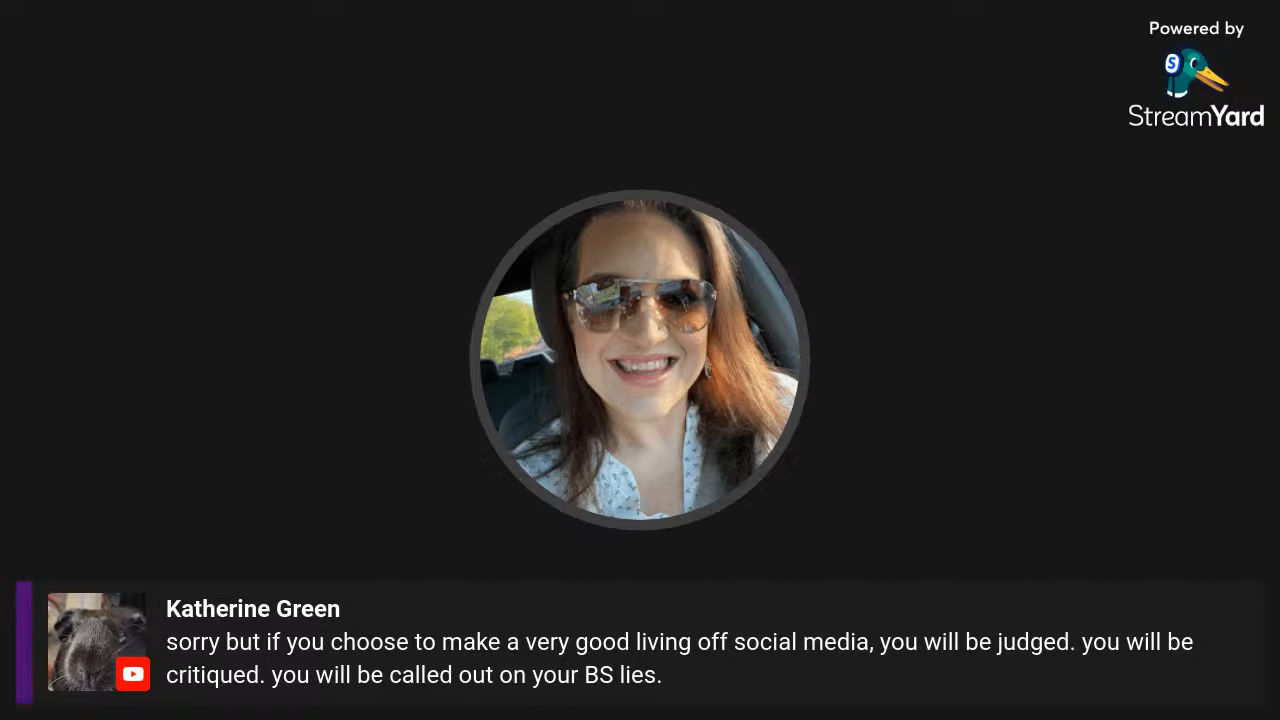 Powered by
S
StreamYard
Katherine Green
sorry but if you choose to make a very good living off social media, you will be judged. you will be
critiqued. you will be called out on your BS lies.